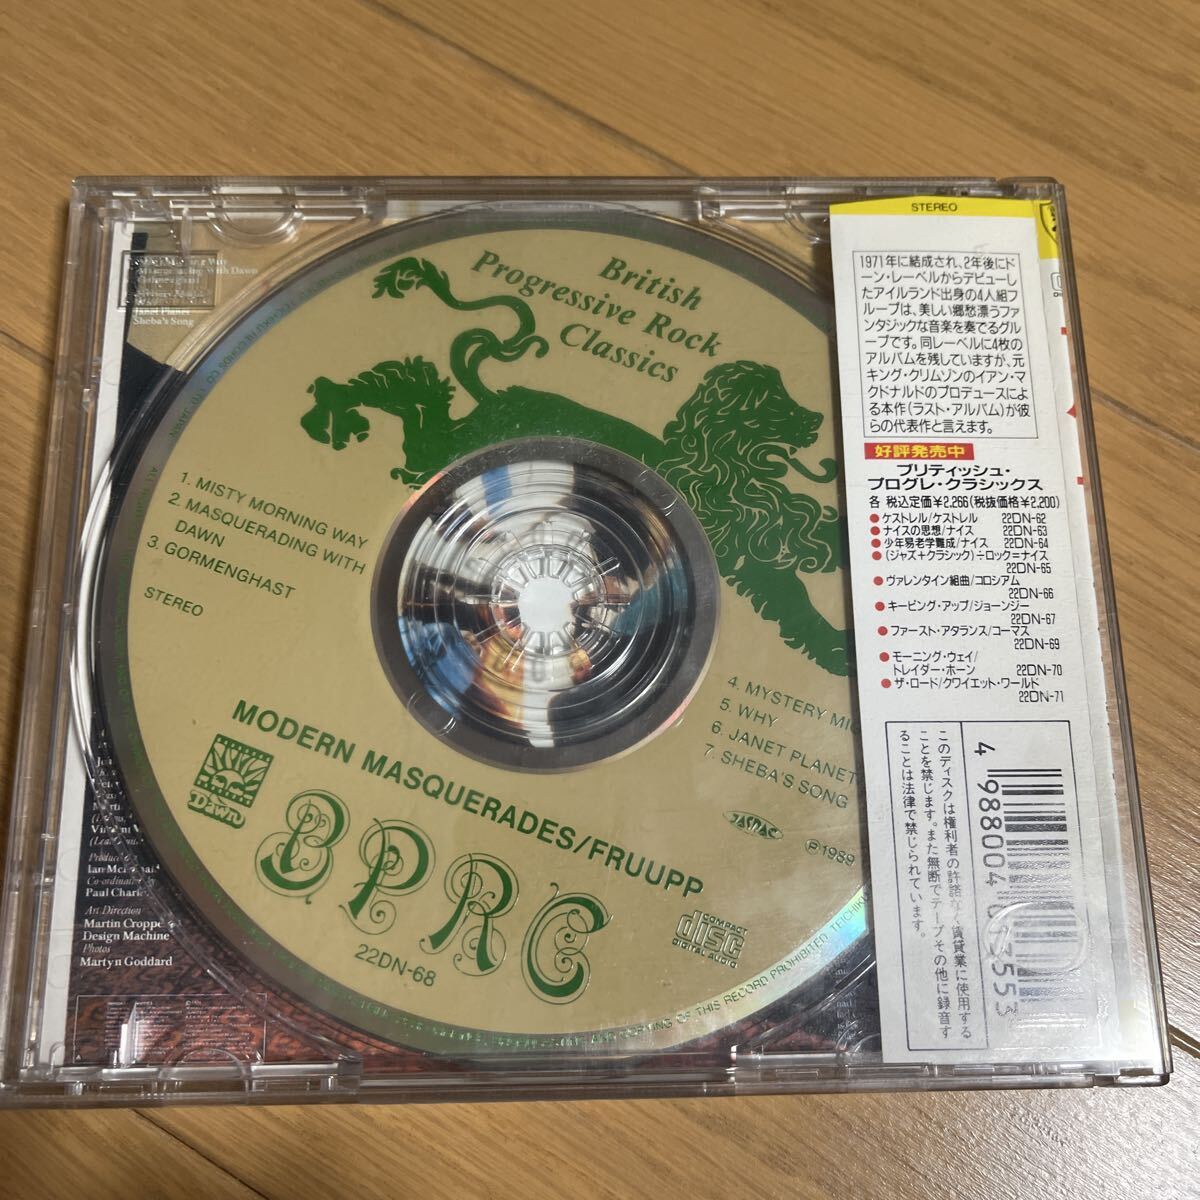 British
Progressive Rock
Classics
1. MISTY MORNING WAY
2. MASQUERADING WITH
DAWN
3. GORMENGHAST
STEREO
4. MYSTERY
5. WHY
6. JANET PLANET
7. SHEBA'S SONG
JASRAC
Ⓟ1989
MODERN MASQUERADES/FRUUPP
Dawn
BPRC
22DN-68
COMPACT
disc
DIGITAL AUDIO
Janet Planet
Sheba's Song
Art Direction
Martin Cropper
Design Machine
Photos
Martyn Goddard
STEREO
1971年に結成され、2年後にド
ーン・レーベルからデビューし
たアイルランド出身の4人組フ
ループは、美しい郷愁漂うファ
ンタジックな音楽を奏でるグル
ープです。同レーベルに4枚の
アルバムを残していますが、元
キング・クリムゾンのイアン・マ
クドナルドのプロデュースによ
る本作(ラスト・アルバム)が彼
らの代表作と言えます。
好評発売中
ブリティッシュ・
プログレ・クラシックス
各 税込定価¥2,266(税抜価格¥2,200)
●ケストレル/ケストレル 22DN-62
●ナイスの思想/ナイス 22DN-63
●少年易老学難成/ナイス 22DN-64
●(ジャズ+クラシック)÷ロック=ナイス
22DN-65
●ヴァレンタイン組曲/コロシアム
22DN-66
●キーピング・アップ/ジョーンジー
22DN-67
●ファースト・アタランス/コーマス
22DN-69
●モーニング・ウェイ/
トレイダー・ホーン 22DN-70
●ザ・ロード/クワイエット・ワールド
22DN-71
このディスクは権利者の許諾なく賃貸業に使用する
ことを禁じます。また無断でテープその他に録音す
ることは法律で禁じられています。